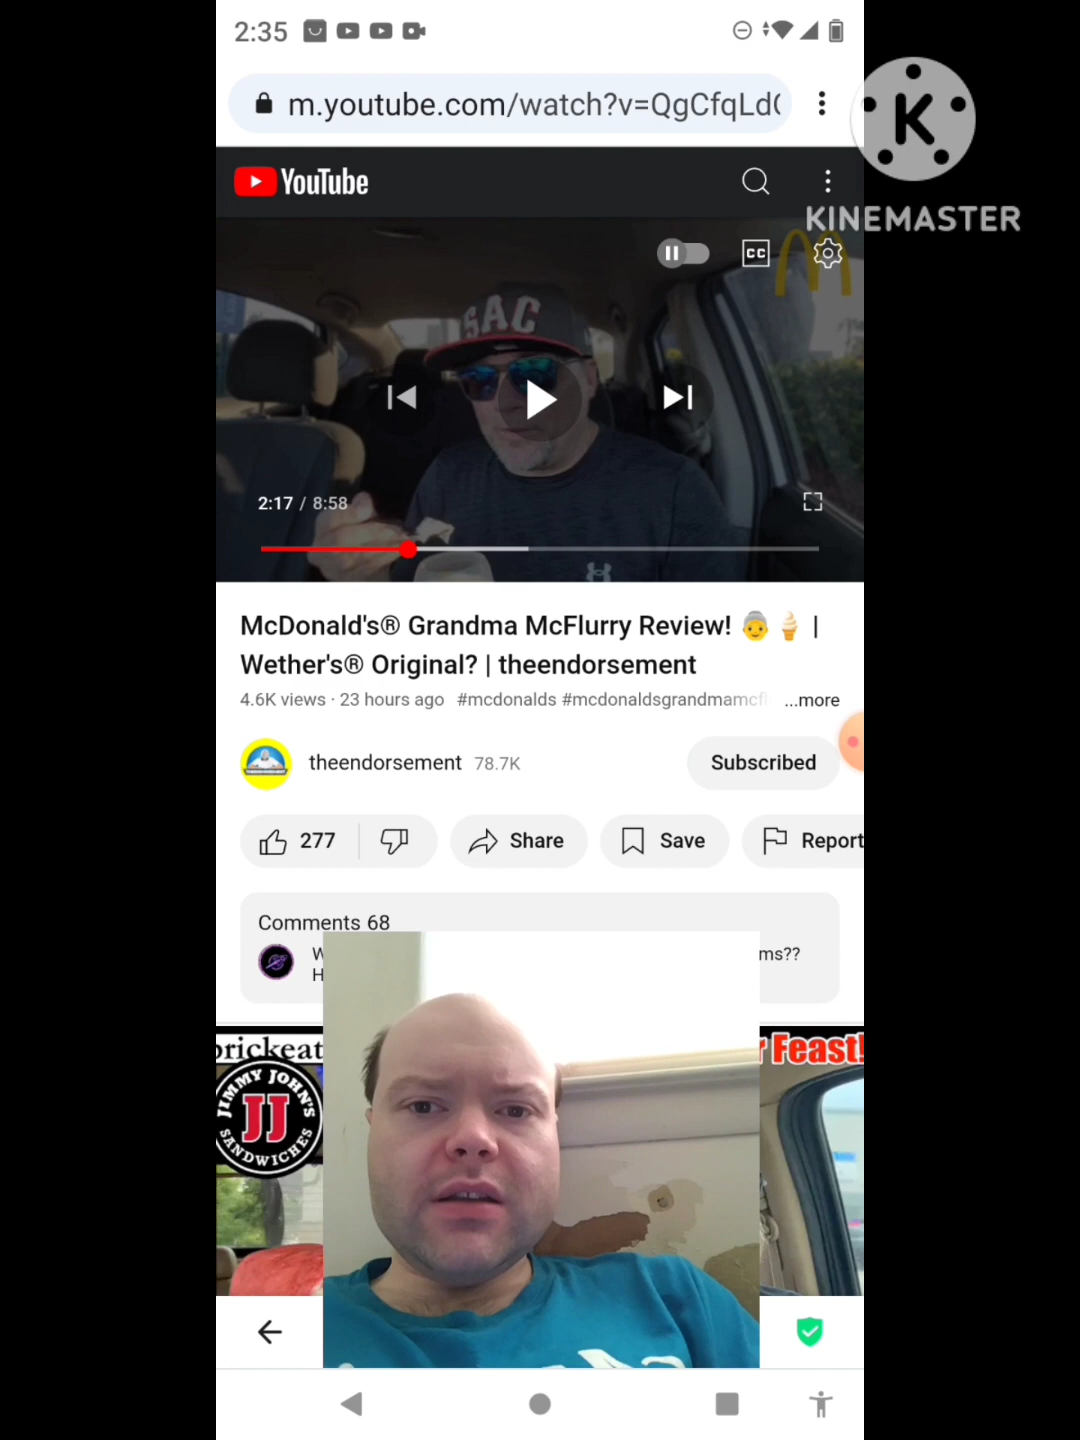 2:35
m.youtube.com/watch?v=QgCfqLd
K
KINEMASTER
YouTube
CC
SAC
2:17 / 8:58
McDonald's® Grandma McFlurry Review! 👵🍦 |
Wether's® Original? | theendorsement
4.6K views · 23 hours ago #mcdonalds #mcdonaldsgrandmamcfl ...more
theendorsement 78.7K Subscribed
277 Share Save Report
Comments 68
W ms??
H
brickeat
Feast!
JIMMY JOHN'S
JJ
SANDWICHES